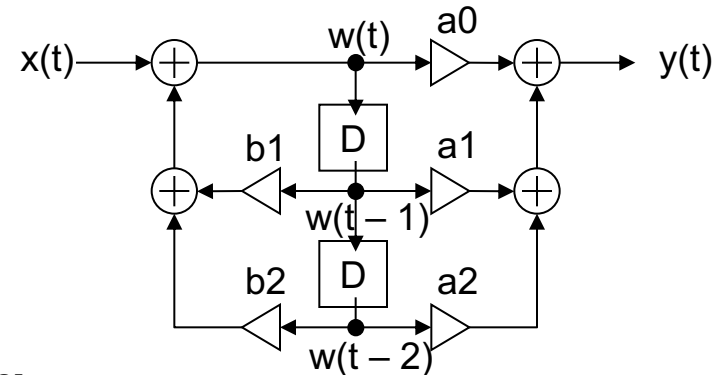 x(t)
w(t)
a0
y(t)
D
b1
a1
w(t – 1)
D
b2
a2
w(t – 2)